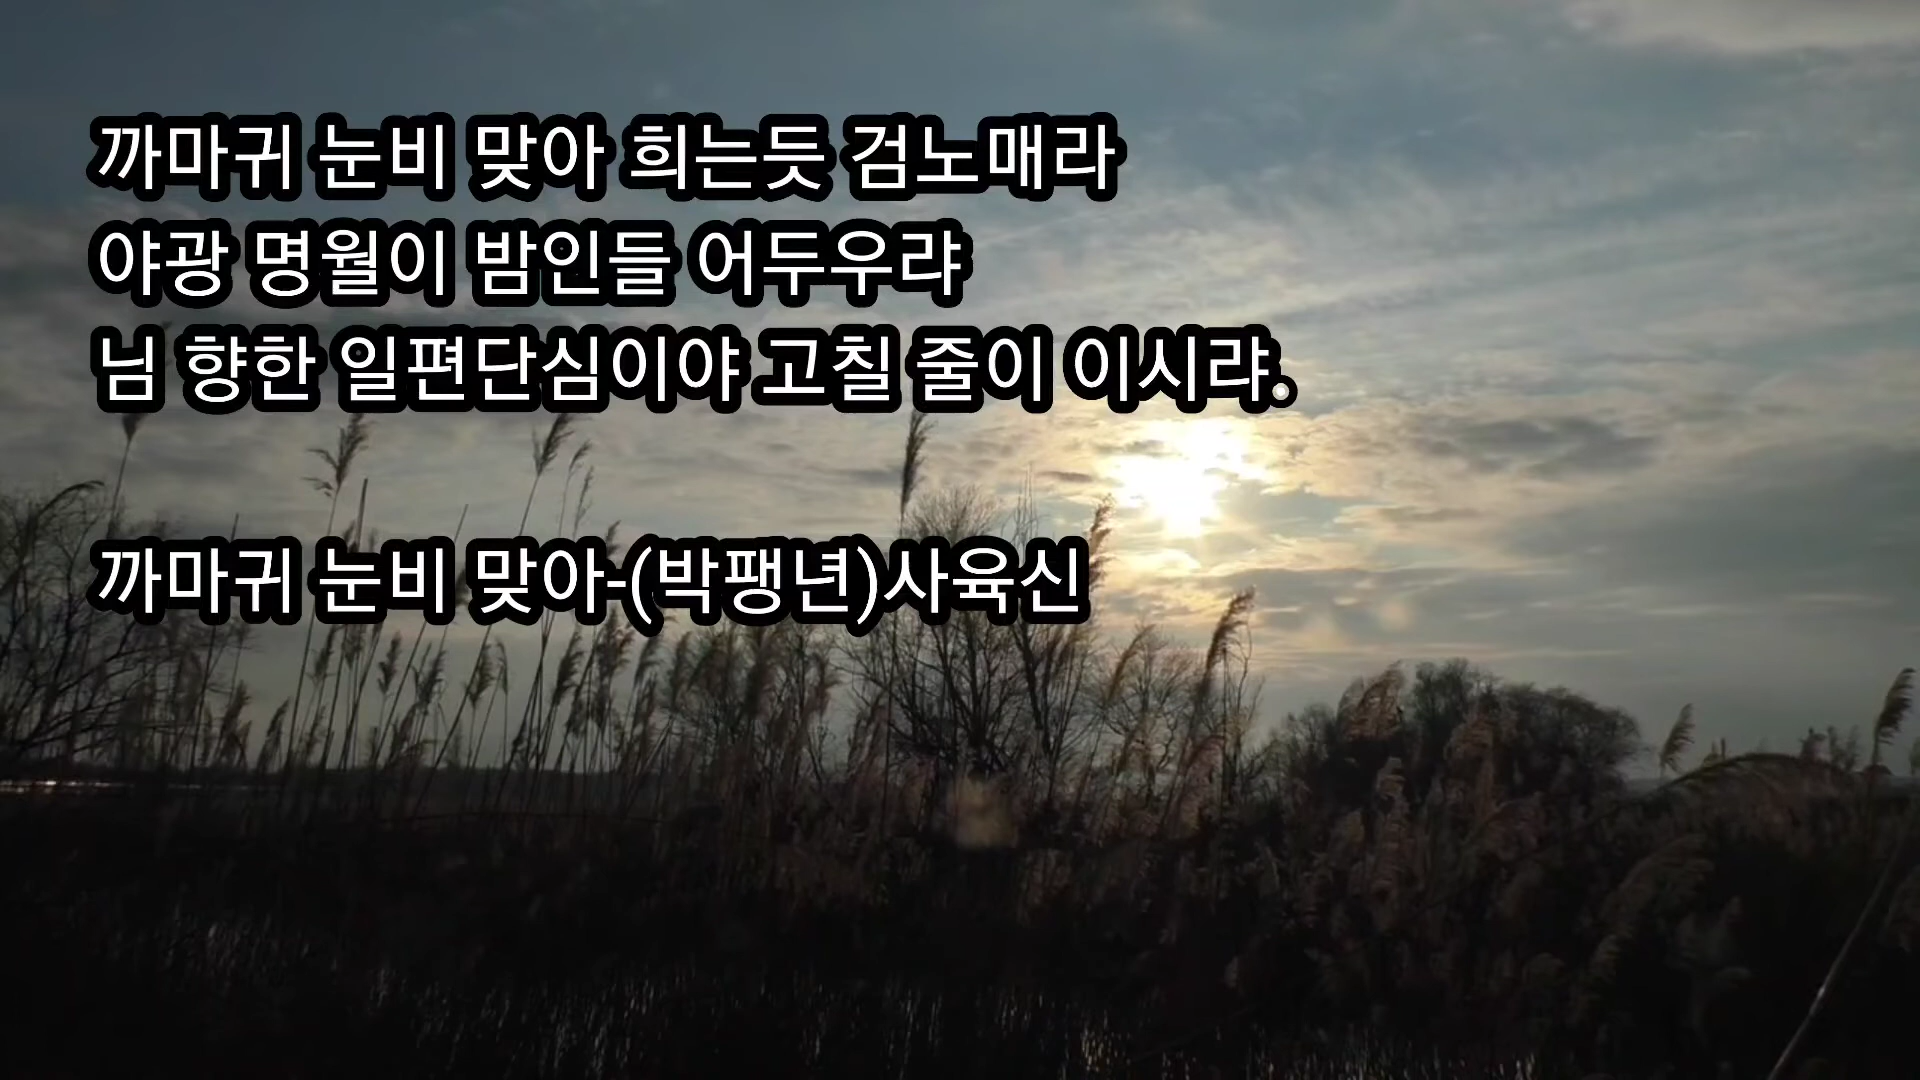 까마귀 눈비 맞아 희는듯 검노매라
야광 명월이 밤인들 어두우랴
님 향한 일편단심이야 고칠 줄이 이시랴.
까마귀 눈비 맞아-(박팽년)사육신